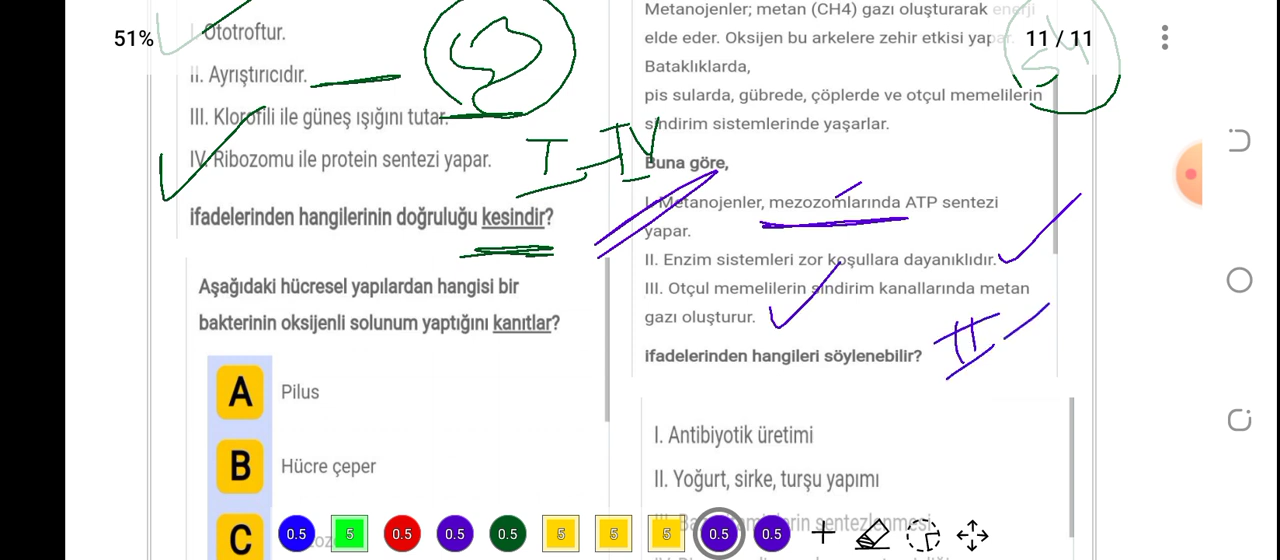 51%
11 / 11
I. Ototroftur.
II. Ayrıştırıcıdır.
III. Klorofili ile güneş ışığını tutar.
IV. Ribozomu ile protein sentezi yapar.
I - IV
ifadelerinden hangilerinin doğruluğu kesindir?
Aşağıdaki hücresel yapılardan hangisi bir
bakterinin oksijenli solunum yaptığını kanıtlar?
A Pilus
B Hücre çeper
C
Metanojenler; metan (CH4) gazı oluşturarak enerji
elde eder. Oksijen bu arkelere zehir etkisi yapar.
Bataklıklarda,
pis sularda, gübrede, çöplerde ve otçul memelilerin
sindirim sistemlerinde yaşarlar.
Buna göre,
I. Metanojenler, mezozomlarında ATP sentezi
yapar.
II. Enzim sistemleri zor koşullara dayanıklıdır.
III. Otçul memelilerin sindirim kanallarında metan
gazı oluşturur.
ifadelerinden hangileri söylenebilir?
II -
I. Antibiyotik üretimi
II. Yoğurt, sirke, turşu yapımı
sentezlenmesi
0.5 5 0.5 0.5 0.5 5 5 5 0.5 0.5